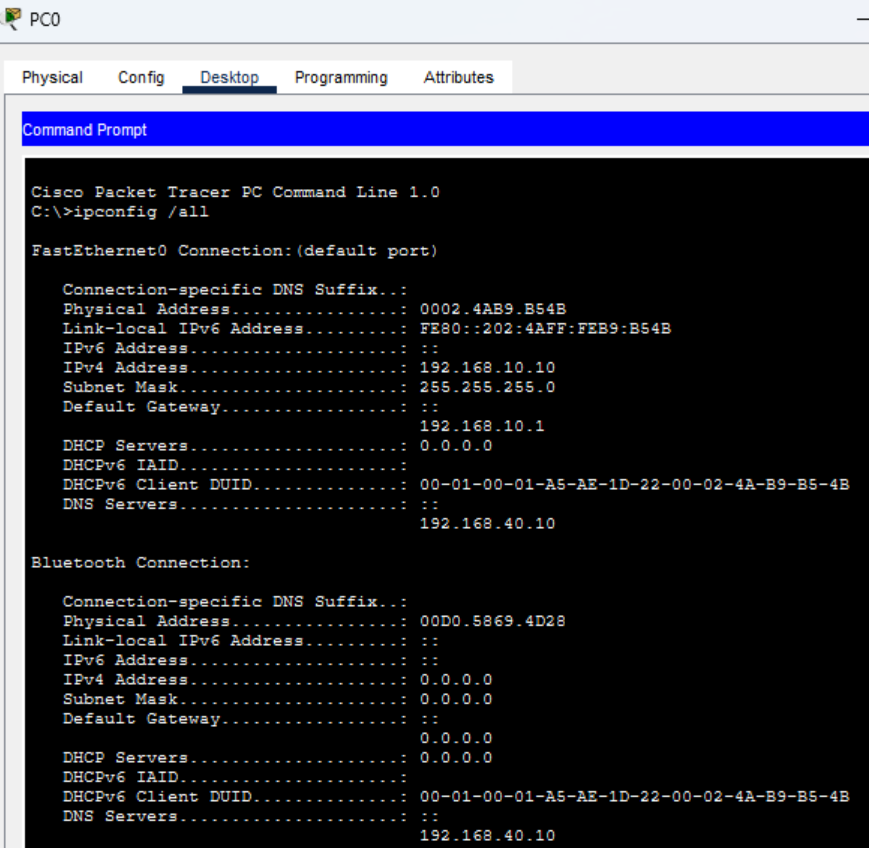 PC0
Physical Config Desktop Programming Attributes
Command Prompt
Cisco Packet Tracer PC Command Line 1.0
C:\>ipconfig /all
FastEthernet0 Connection:(default port)
Connection-specific DNS Suffix..:
Physical Address................: 0002.4AB9.B54B
Link-local IPv6 Address.........: FE80::202:4AFF:FEB9:B54B
IPv6 Address....................: ::
IPv4 Address....................: 192.168.10.10
Subnet Mask.....................: 255.255.255.0
Default Gateway.................: ::
192.168.10.1
DHCP Servers....................: 0.0.0.0
DHCPv6 IAID.....................:
DHCPv6 Client DUID..............: 00-01-00-01-A5-AE-1D-22-00-02-4A-B9-B5-4B
DNS Servers.....................: ::
192.168.40.10
Bluetooth Connection:
Connection-specific DNS Suffix..:
Physical Address................: 00D0.5869.4D28
Link-local IPv6 Address.........: ::
IPv6 Address....................: ::
IPv4 Address....................: 0.0.0.0
Subnet Mask.....................: 0.0.0.0
Default Gateway.................: ::
0.0.0.0
DHCP Servers....................: 0.0.0.0
DHCPv6 IAID.....................:
DHCPv6 Client DUID..............: 00-01-00-01-A5-AE-1D-22-00-02-4A-B9-B5-4B
DNS Servers.....................: ::
192.168.40.10